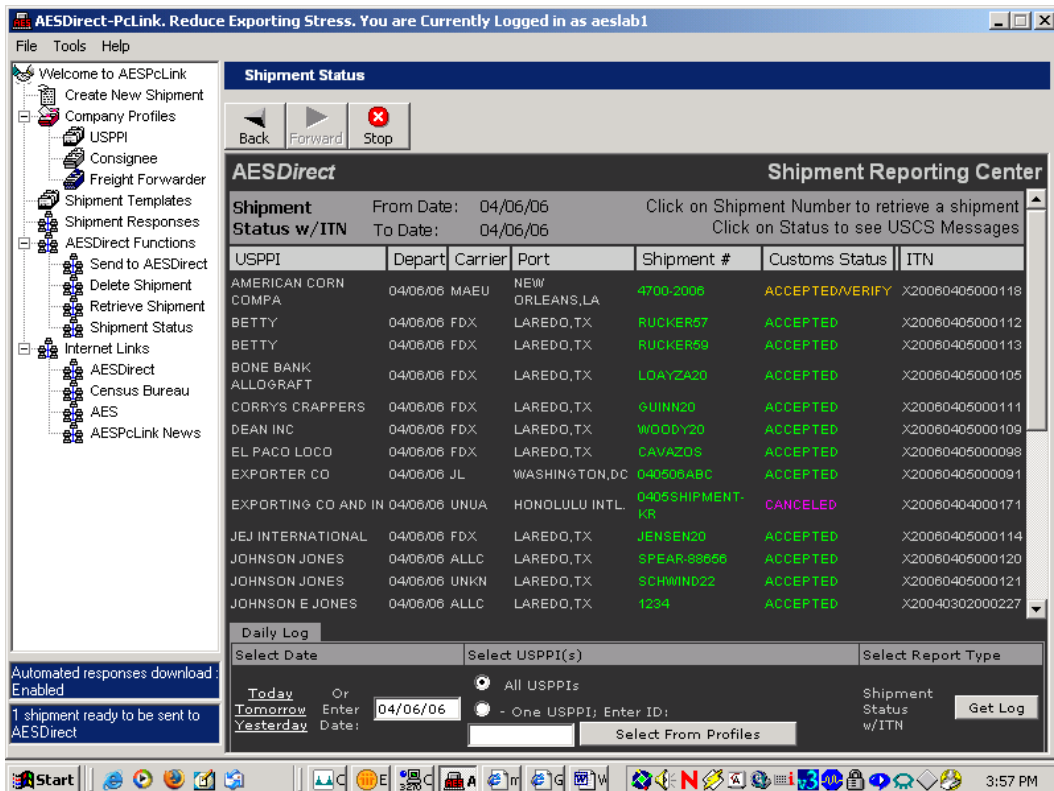 AESDirect-PcLink. Reduce Exporting Stress. You are Currently Logged in as aeslab1
File Tools Help
Welcome to AESPcLink
Create New Shipment
Company Profiles
USPPI
Consignee
Freight Forwarder
Shipment Templates
Shipment Responses
AESDirect Functions
Send to AESDirect
Delete Shipment
Retrieve Shipment
Shipment Status
Internet Links
AESDirect
Census Bureau
AES
AESPcLink News
Automated responses download :
Enabled
1 shipment ready to be sent to
AESDirect
Shipment Status
Back Forward Stop
AESDirect Shipment Reporting Center
Shipment From Date: 04/06/06 Click on Shipment Number to retrieve a shipment
Status w/ITN To Date: 04/06/06 Click on Status to see USCS Messages
USPPI Depart Carrier Port Shipment # Customs Status ITN
AMERICAN CORN COMPA 04/06/06 MAEU NEW ORLEANS,LA 4700-2006 ACCEPTED/VERIFY X20060405000118
BETTY 04/06/06 FDX LAREDO,TX RUCKER57 ACCEPTED X20060405000112
BETTY 04/06/06 FDX LAREDO,TX RUCKER59 ACCEPTED X20060405000113
BONE BANK ALLOGRAFT 04/06/06 FDX LAREDO,TX LOAYZA20 ACCEPTED X20060405000105
CORRYS CRAPPERS 04/06/06 FDX LAREDO,TX GUINN20 ACCEPTED X20060405000111
DEAN INC 04/06/06 FDX LAREDO,TX WOODY20 ACCEPTED X20060405000109
EL PACO LOCO 04/06/06 FDX LAREDO,TX CAVAZOS ACCEPTED X20060405000098
EXPORTER CO 04/06/06 JL WASHINGTON,DC 040506ABC ACCEPTED X20060405000091
EXPORTING CO AND IN 04/06/06 UNUA HONOLULU INTL. 0405SHIPMENT-KR CANCELED X20060404000171
JEJ INTERNATIONAL 04/06/06 FDX LAREDO,TX JENSEN20 ACCEPTED X20060405000114
JOHNSON JONES 04/06/06 ALLC LAREDO,TX SPEAR-88656 ACCEPTED X20060405000120
JOHNSON JONES 04/06/06 UNKN LAREDO,TX SCHWIND22 ACCEPTED X20060405000121
JOHNSON E JONES 04/06/06 ALLC LAREDO,TX 1234 ACCEPTED X20040302000227
Daily Log
Select Date Select USPPI(s) Select Report Type
Today Or All USPPIs Shipment
Tomorrow Enter 04/06/06 - One USPPI; Enter ID: Status Get Log
Yesterday Date: Select From Profiles w/ITN
Start 3:57 PM